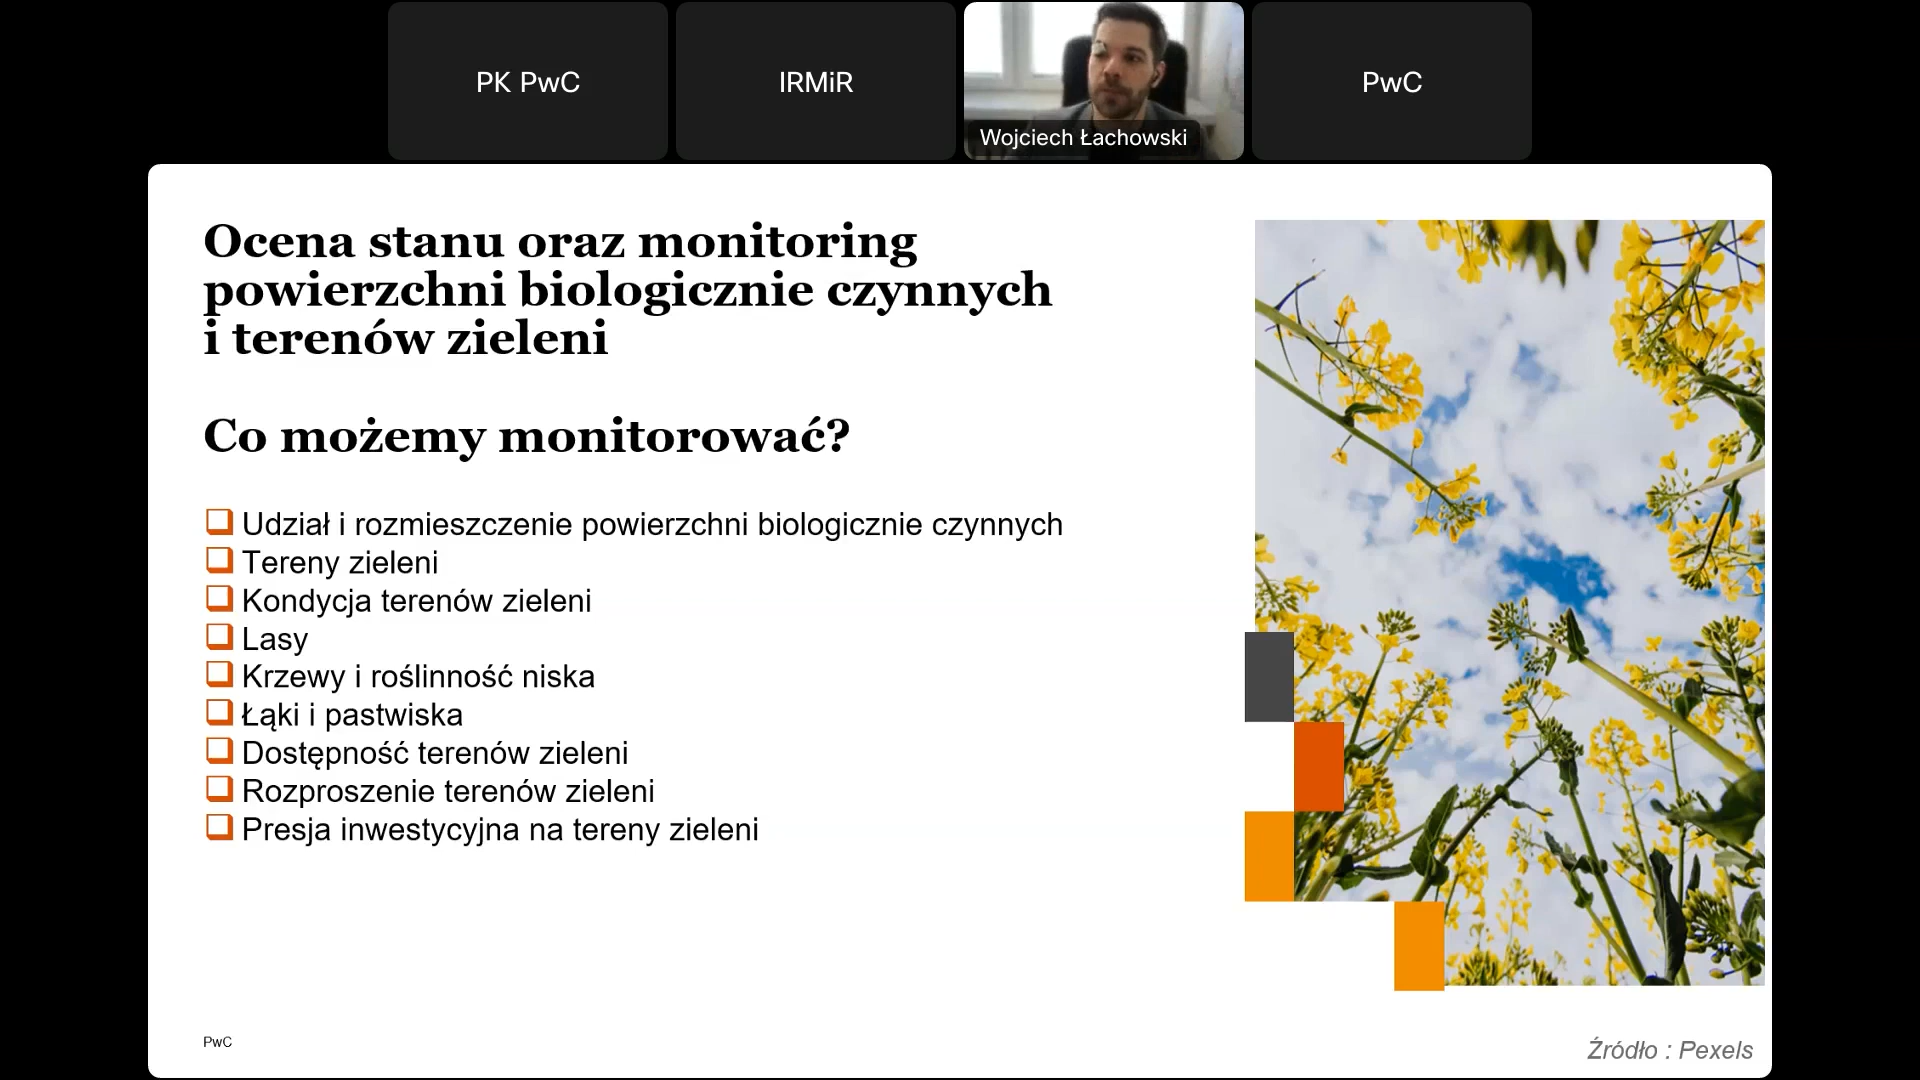 PK PwC
IRMiR
Wojciech Łachowski
PwC
Ocena stanu oraz monitoring
powierzchni biologicznie czynnych
i terenów zieleni
Co możemy monitorować?
Udział i rozmieszczenie powierzchni biologicznie czynnych
Tereny zieleni
Kondycja terenów zieleni
Lasy
Krzewy i roślinność niska
Łąki i pastwiska
Dostępność terenów zieleni
Rozproszenie terenów zieleni
Presja inwestycyjna na tereny zieleni
PwC
Źródło : Pexels